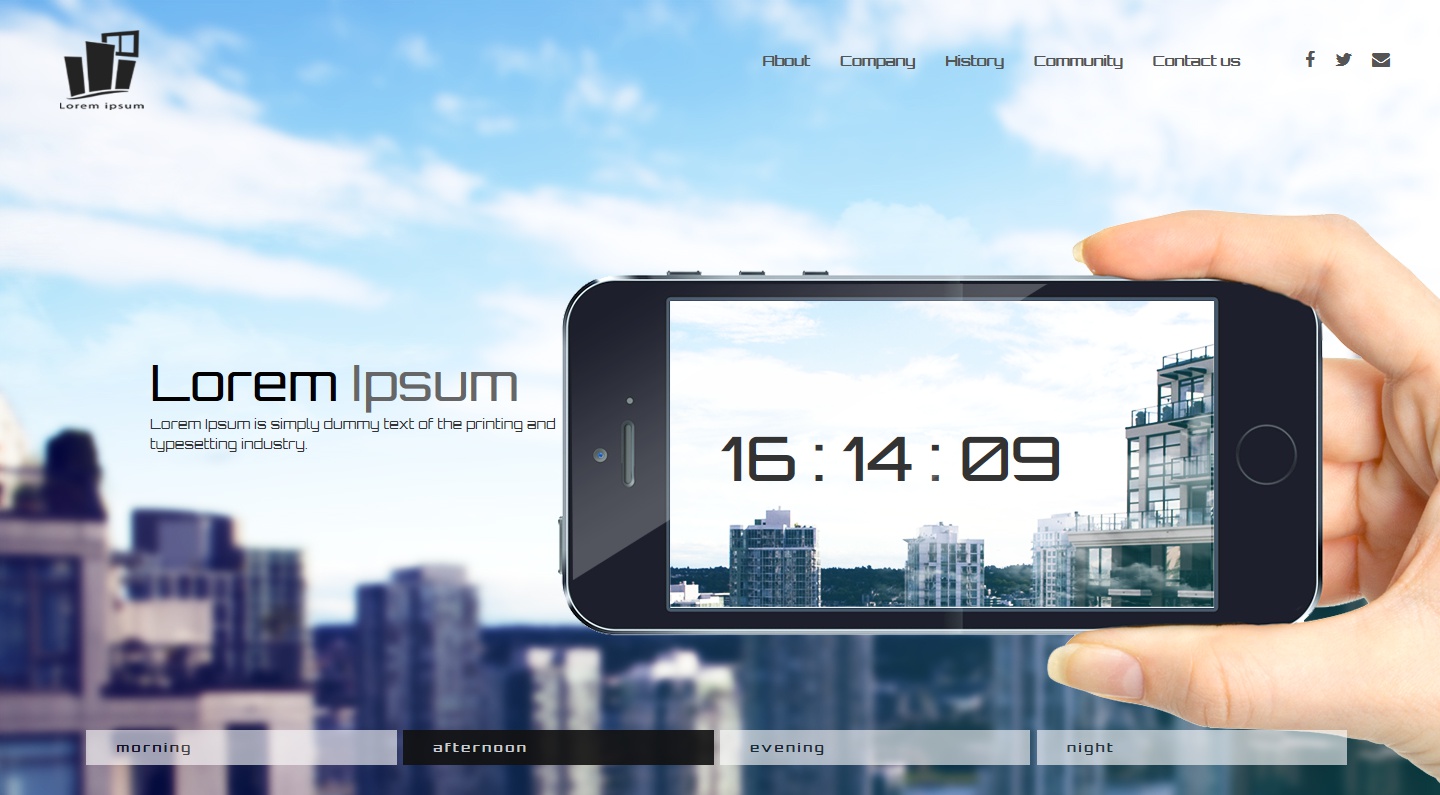 Lorem ipsum
About Company History Community Contact us
Lorem Ipsum
Lorem Ipsum is simply dummy text of the printing and
typesetting industry.
16 : 14 : 09
morning afternoon evening night